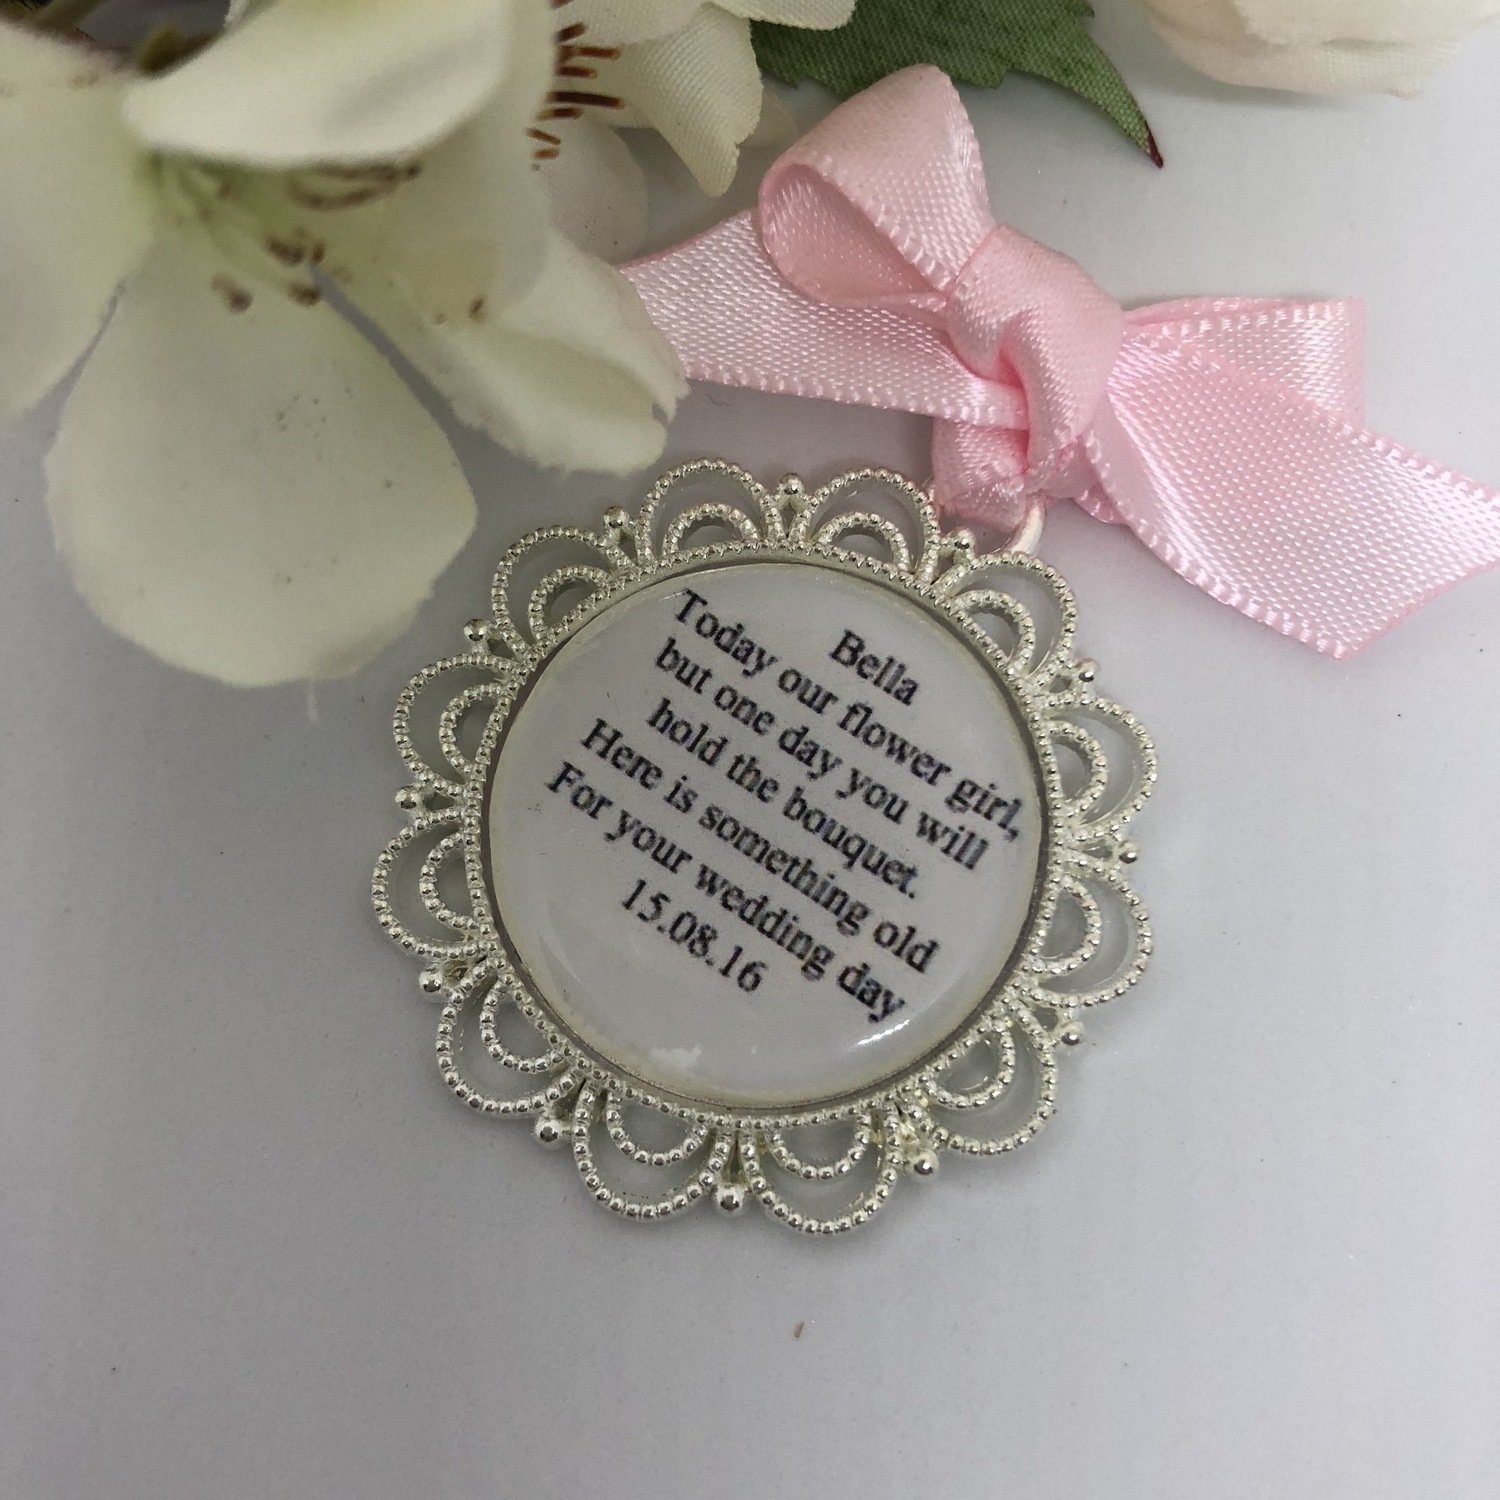 Bella
Today our flower girl,
but one day you will
hold the bouquet.
Here is something old
For your wedding day
15.08.16